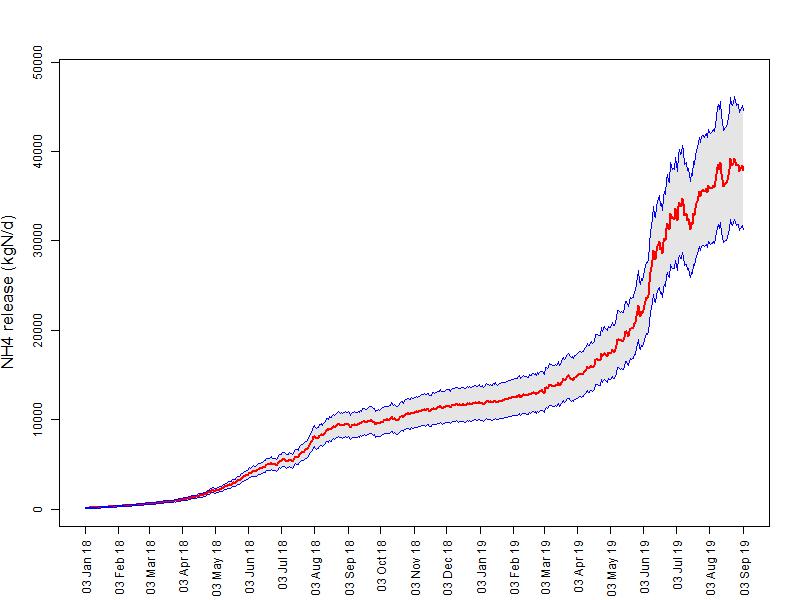 NH4 release (kgN/d)
50000
40000
30000
20000
10000
0
03 Jan 18
03 Feb 18
03 Mar 18
03 Apr 18
03 May 18
03 Jun 18
03 Jul 18
03 Aug 18
03 Sep 18
03 Oct 18
03 Nov 18
03 Dec 18
03 Jan 19
03 Feb 19
03 Mar 19
03 Apr 19
03 May 19
03 Jun 19
03 Jul 19
03 Aug 19
03 Sep 19